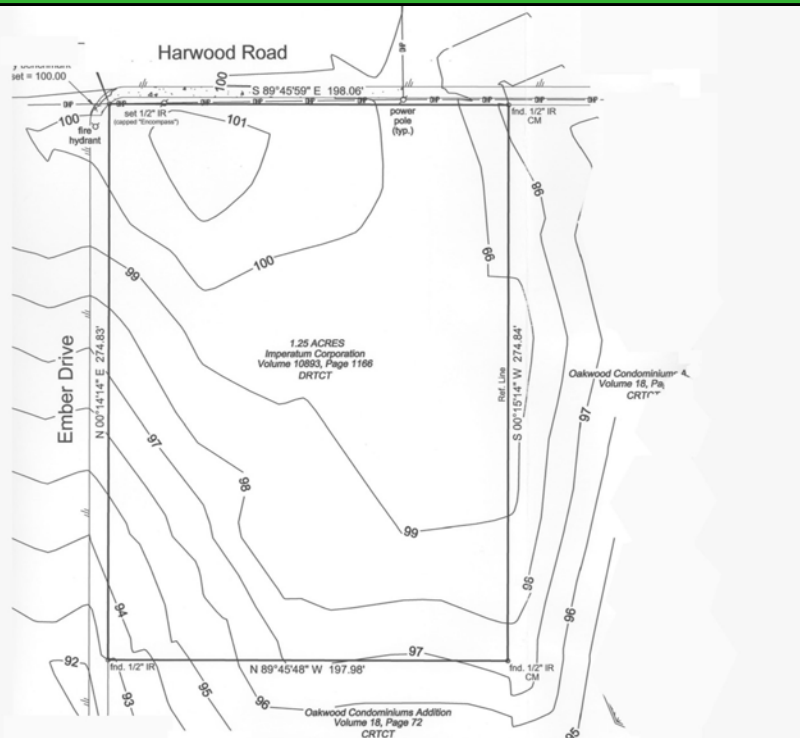 Harwood Road
set = 100.00
100
S 89°45'59" E 198.06'
100
fire
hydrant
set 1/2" IR
(capped "Encompass")
101
power
pole
(typ.)
fnd. 1/2" IR
CM
98
99
100
99
Ember Drive
N 00°14'14" E 274.83'
1.25 ACRES
Imperatum Corporation
Volume 10893, Page 1166
DRTCT
Ref. Line
S 00°15'14" W 274.84'
Oakwood Condominiums A
Volume 18, Pa
CRTCT
97
97
98
99
98
96
94
92
fnd. 1/2" IR
N 89°45'48" W 197.98'
97
fnd. 1/2" IR
CM
93
95
96
Oakwood Condominiums Addition
Volume 18, Page 72
CRTCT
95